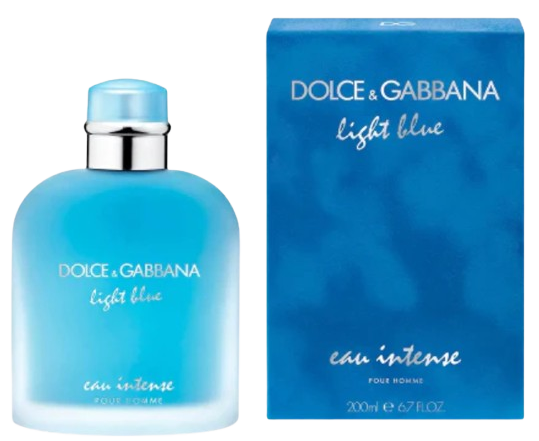 DOLCE & GABBANA
light blue
eau intense
POUR HOMME
DOLCE & GABBANA
light blue
eau intense
POUR HOMME
200ml e 6.7 FL.OZ.